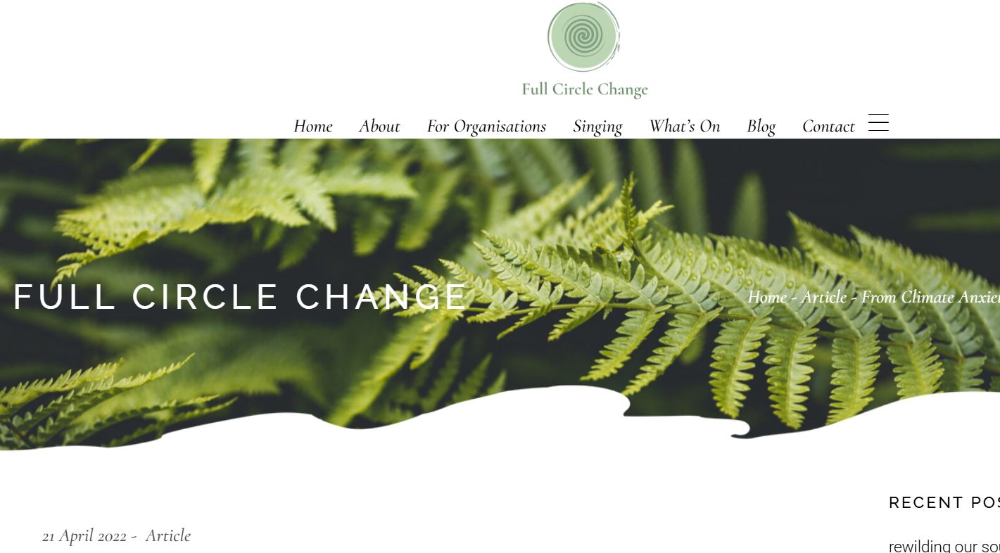 Full Circle Change
Home About For Organisations Singing What's On Blog Contact
FULL CIRCLE CHANGE
Home - Article - From Climate
21 April 2022 - Article
RECENT
rewilding our